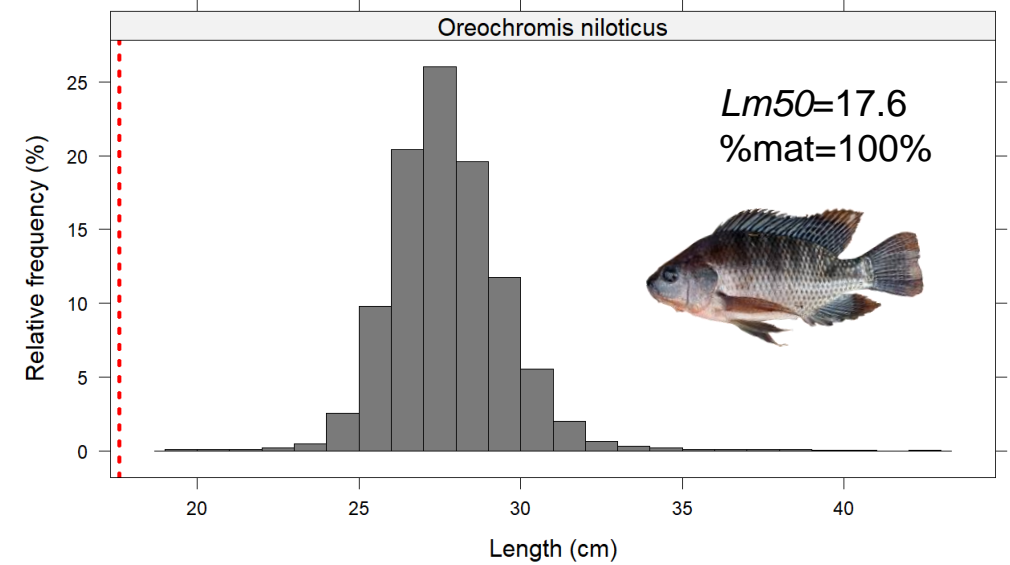 Oreochromis niloticus
Lm50=17.6
%mat=100%
Relative frequency (%)
25
20
15
10
5
0
20 25 30 35 40
Length (cm)